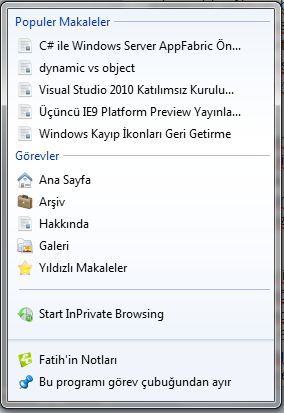 Populer Makaleler
C# ile Windows Server AppFabric Ön...
dynamic vs object
Visual Studio 2010 Katılımsız Kurulu...
Üçüncü IE9 Platform Preview Yayınla...
Windows Kayıp İkonları Geri Getirme
Görevler
Ana Sayfa
Arşiv
Hakkında
Galeri
Yıldızlı Makaleler
Start InPrivate Browsing
Fatih'in Notları
Bu programı görev çubuğundan ayır